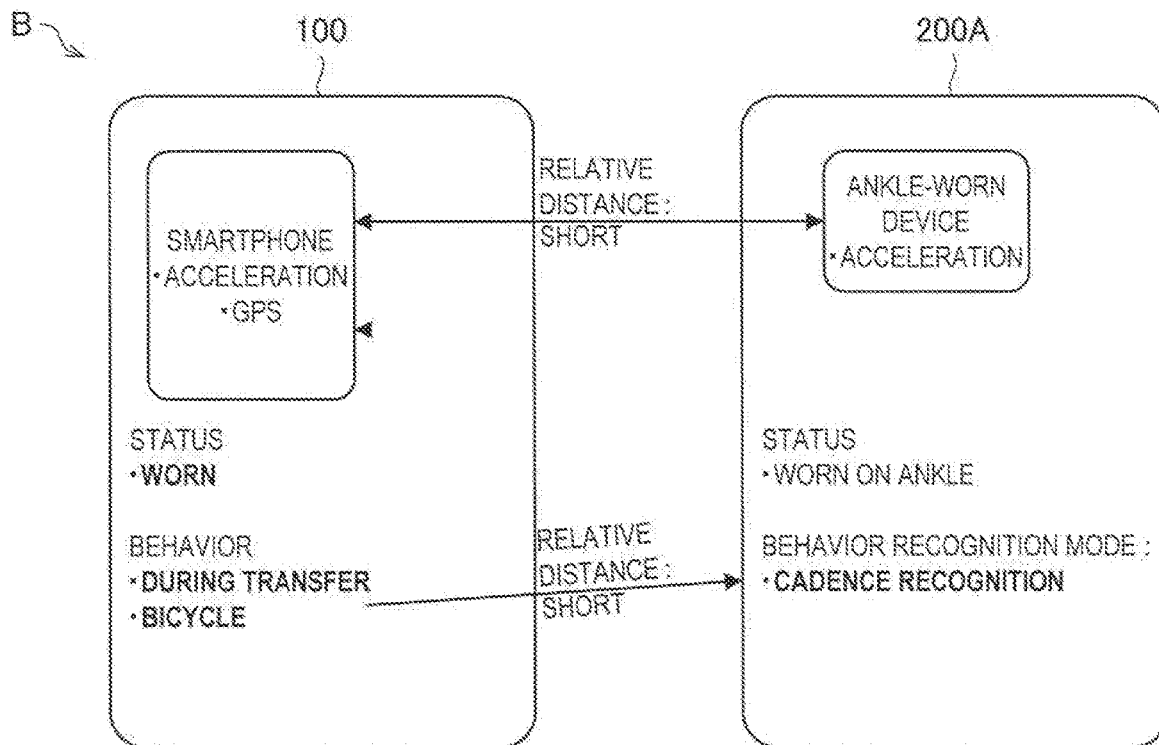 B
100
200A
SMARTPHONE
・ACCELERATION
・GPS
RELATIVE
DISTANCE :
SHORT
ANKLE-WORN
DEVICE
・ACCELERATION
STATUS
・WORN
STATUS
・WORN ON ANKLE
BEHAVIOR
・DURING TRANSFER
・BICYCLE
RELATIVE
DISTANCE :
SHORT
BEHAVIOR RECOGNITION MODE :
・CADENCE RECOGNITION